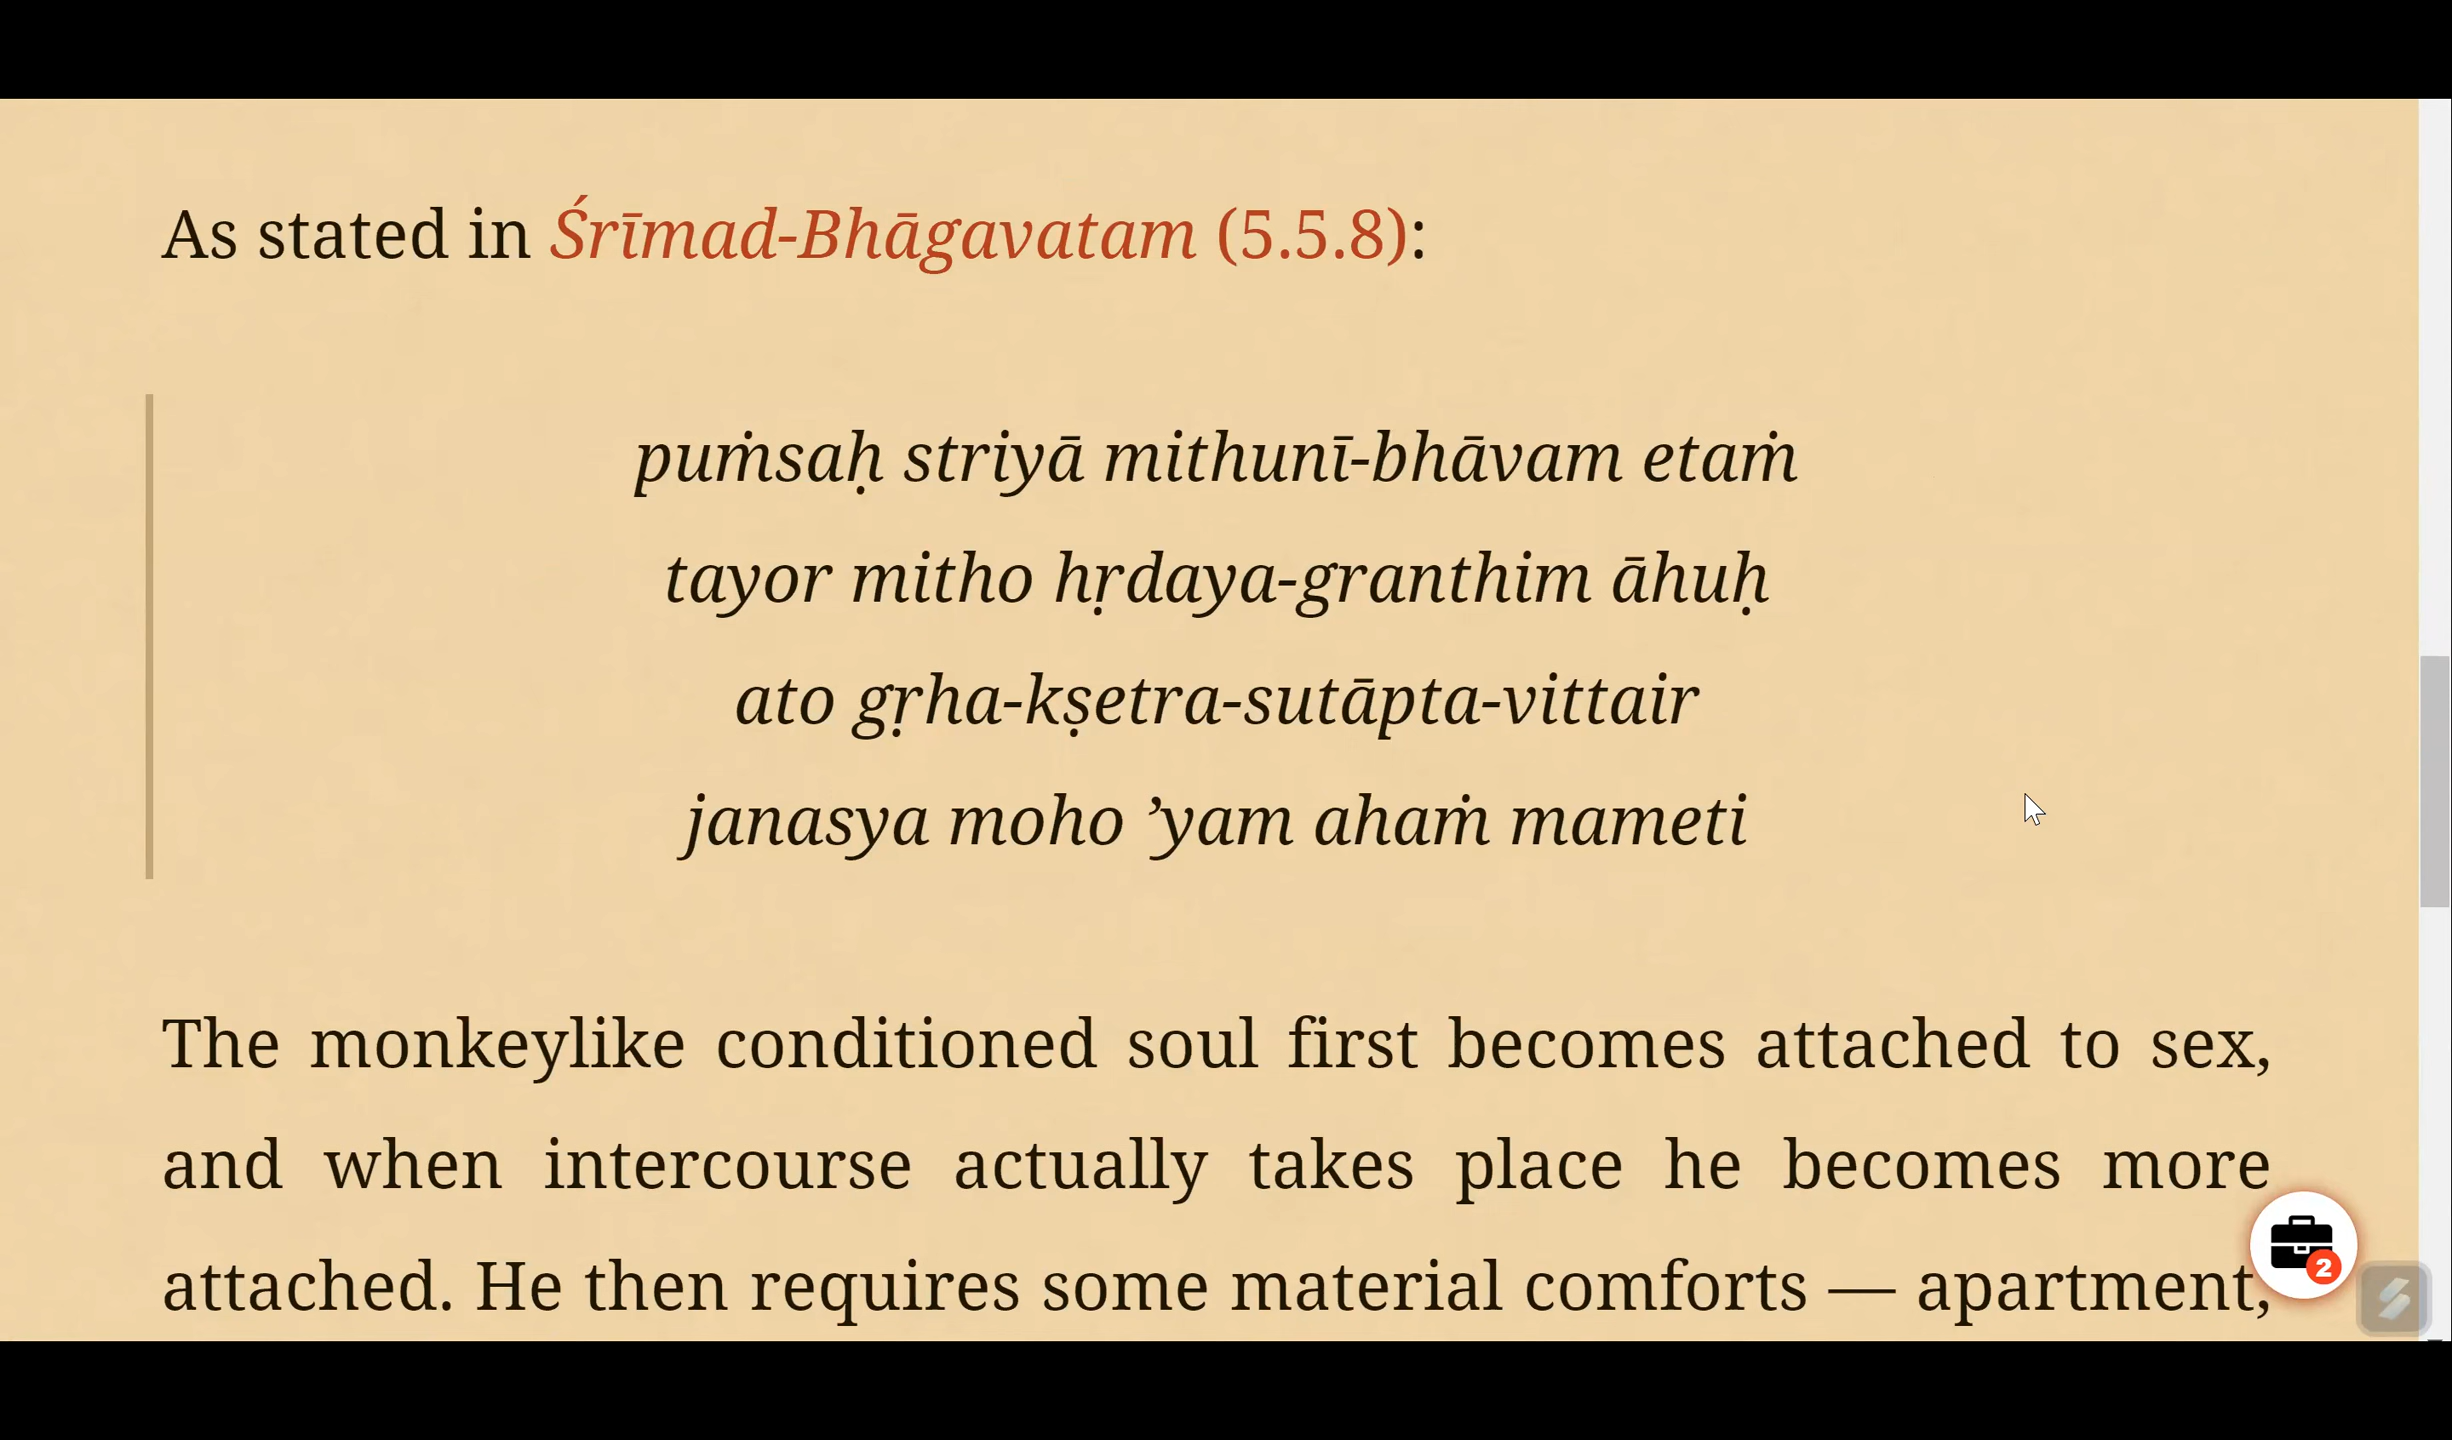 As stated in Śrīmad-Bhāgavatam (5.5.8):
puṁsaḥ striyā mithunī-bhāvam etaṁ
tayor mitho hṛdaya-granthim āhuḥ
ato gṛha-kṣetra-sutāpta-vittair
janasya moho ’yam ahaṁ mameti
The monkeylike conditioned soul first becomes attached to sex,
and when intercourse actually takes place he becomes more
attached. He then requires some material comforts — apartment,
2